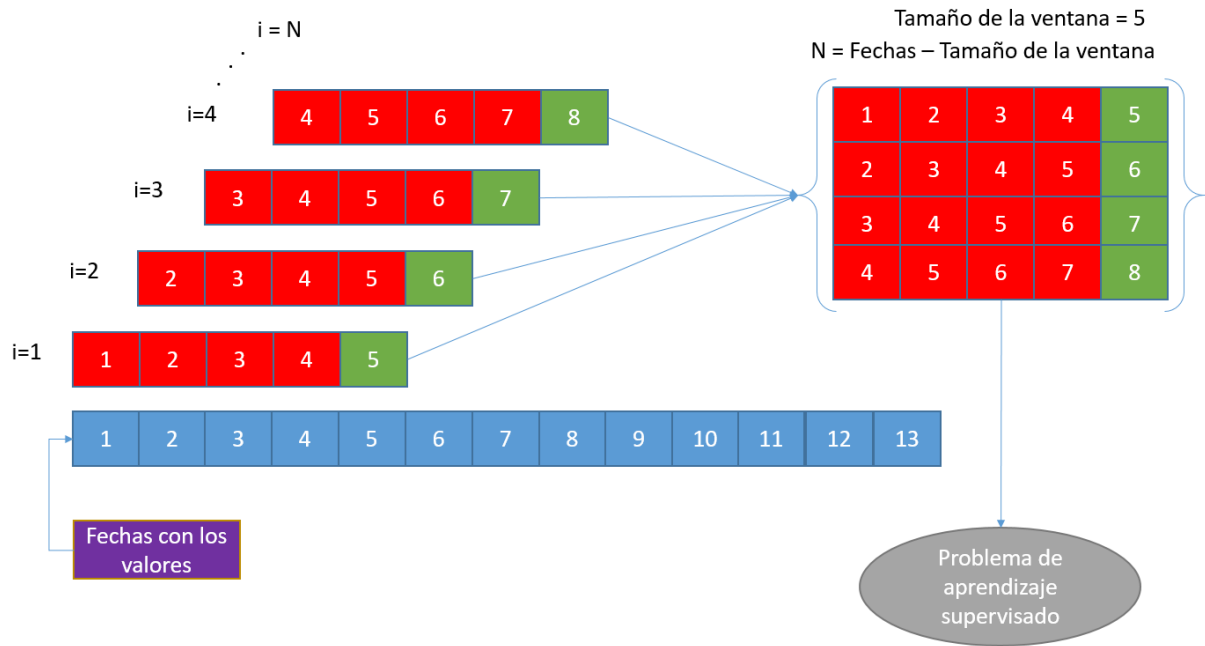 Tamaño de la ventana = 5
i = N
N = Fechas – Tamaño de la ventana
i=4
4 5 6 7 8
i=3
3 4 5 6 7
i=2
2 3 4 5 6
i=1
1 2 3 4 5
1 2 3 4 5
2 3 4 5 6
3 4 5 6 7
4 5 6 7 8
1 2 3 4 5 6 7 8 9 10 11 12 13
Fechas con los
valores
Problema de
aprendizaje
supervisado